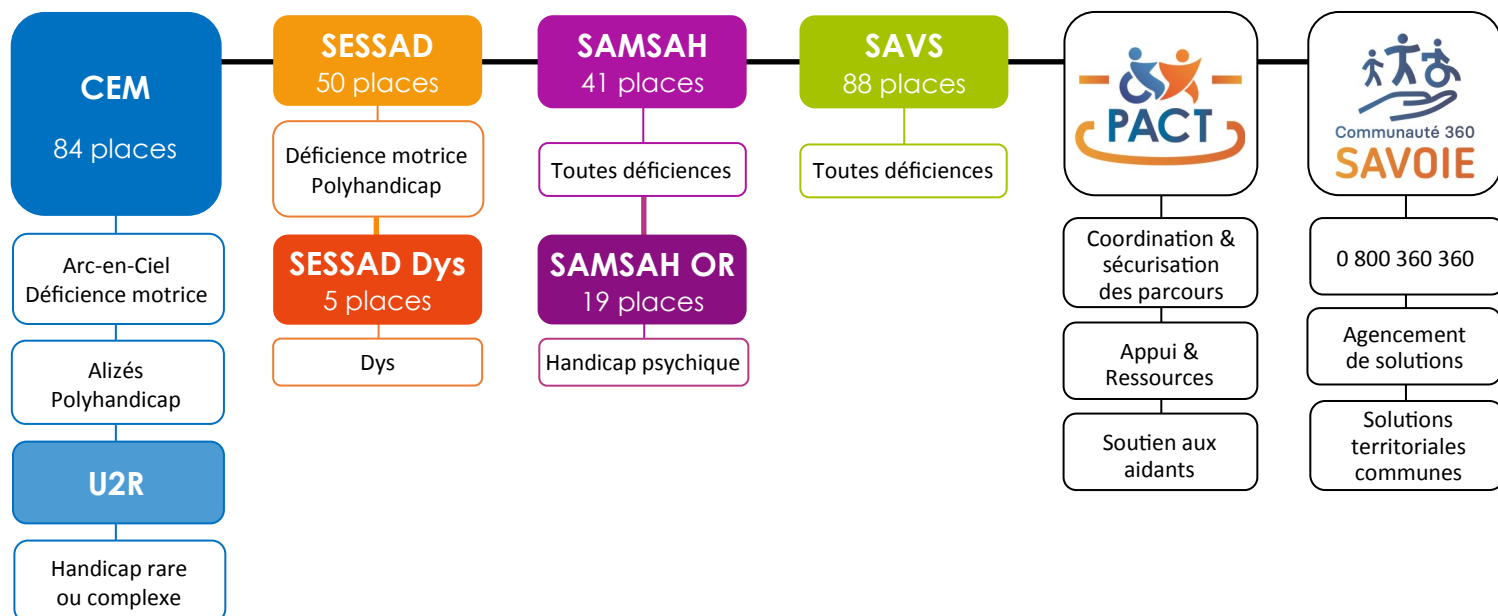 CEM
84 places
Arc-en-Ciel
Déficience motrice
Alizés
Polyhandicap
U2R
Handicap rare
ou complexe
SESSAD
50 places
Déficience motrice
Polyhandicap
SESSAD Dys
5 places
Dys
SAMSAH
41 places
Toutes déficiences
SAMSAH OR
19 places
Handicap psychique
SAVS
88 places
Toutes déficiences
PACT
Coordination &
sécurisation
des parcours
Appui &
Ressources
Soutien aux
aidants
Communauté 360
SAVOIE
0 800 360 360
Agencement
de solutions
Solutions
territoriales
communes